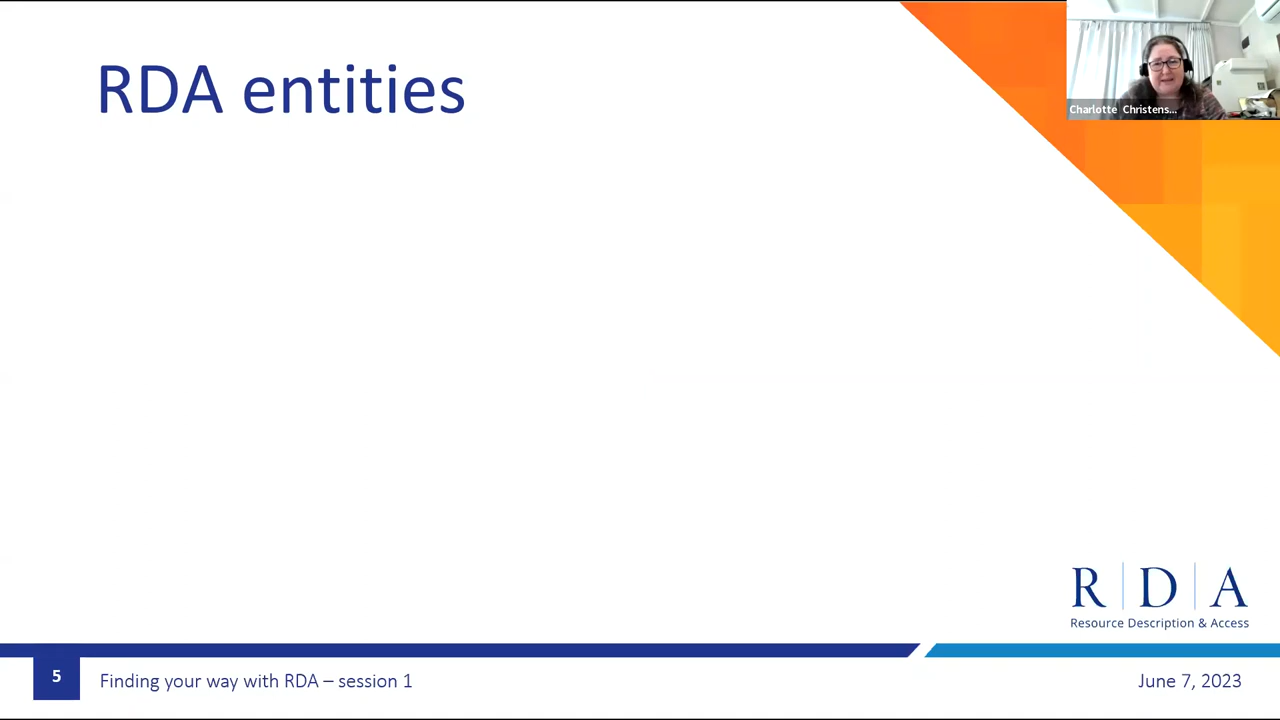 RDA entities
Charlotte Christens...
R D A
Resource Description & Access
5
Finding your way with RDA – session 1
June 7, 2023